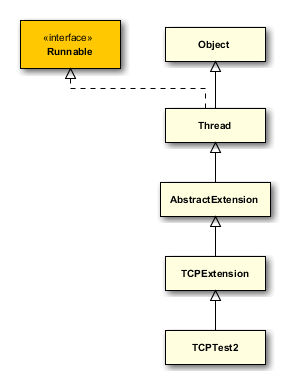 «interface»
Runnable
Object
Thread
AbstractExtension
TCPExtension
TCPTest2